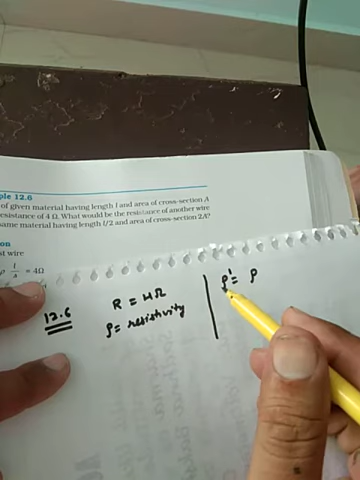 ple 12.6
of given material having length l and area of cross-section A
esistance of 4 Ω. What would be the resistance of another wire
ame material having length l/2 and area of cross-section 2A?
on
st wire
ρ l/a = 4Ω
12.6
R = 4Ω
ρ = resistivity
ρ' = ρ